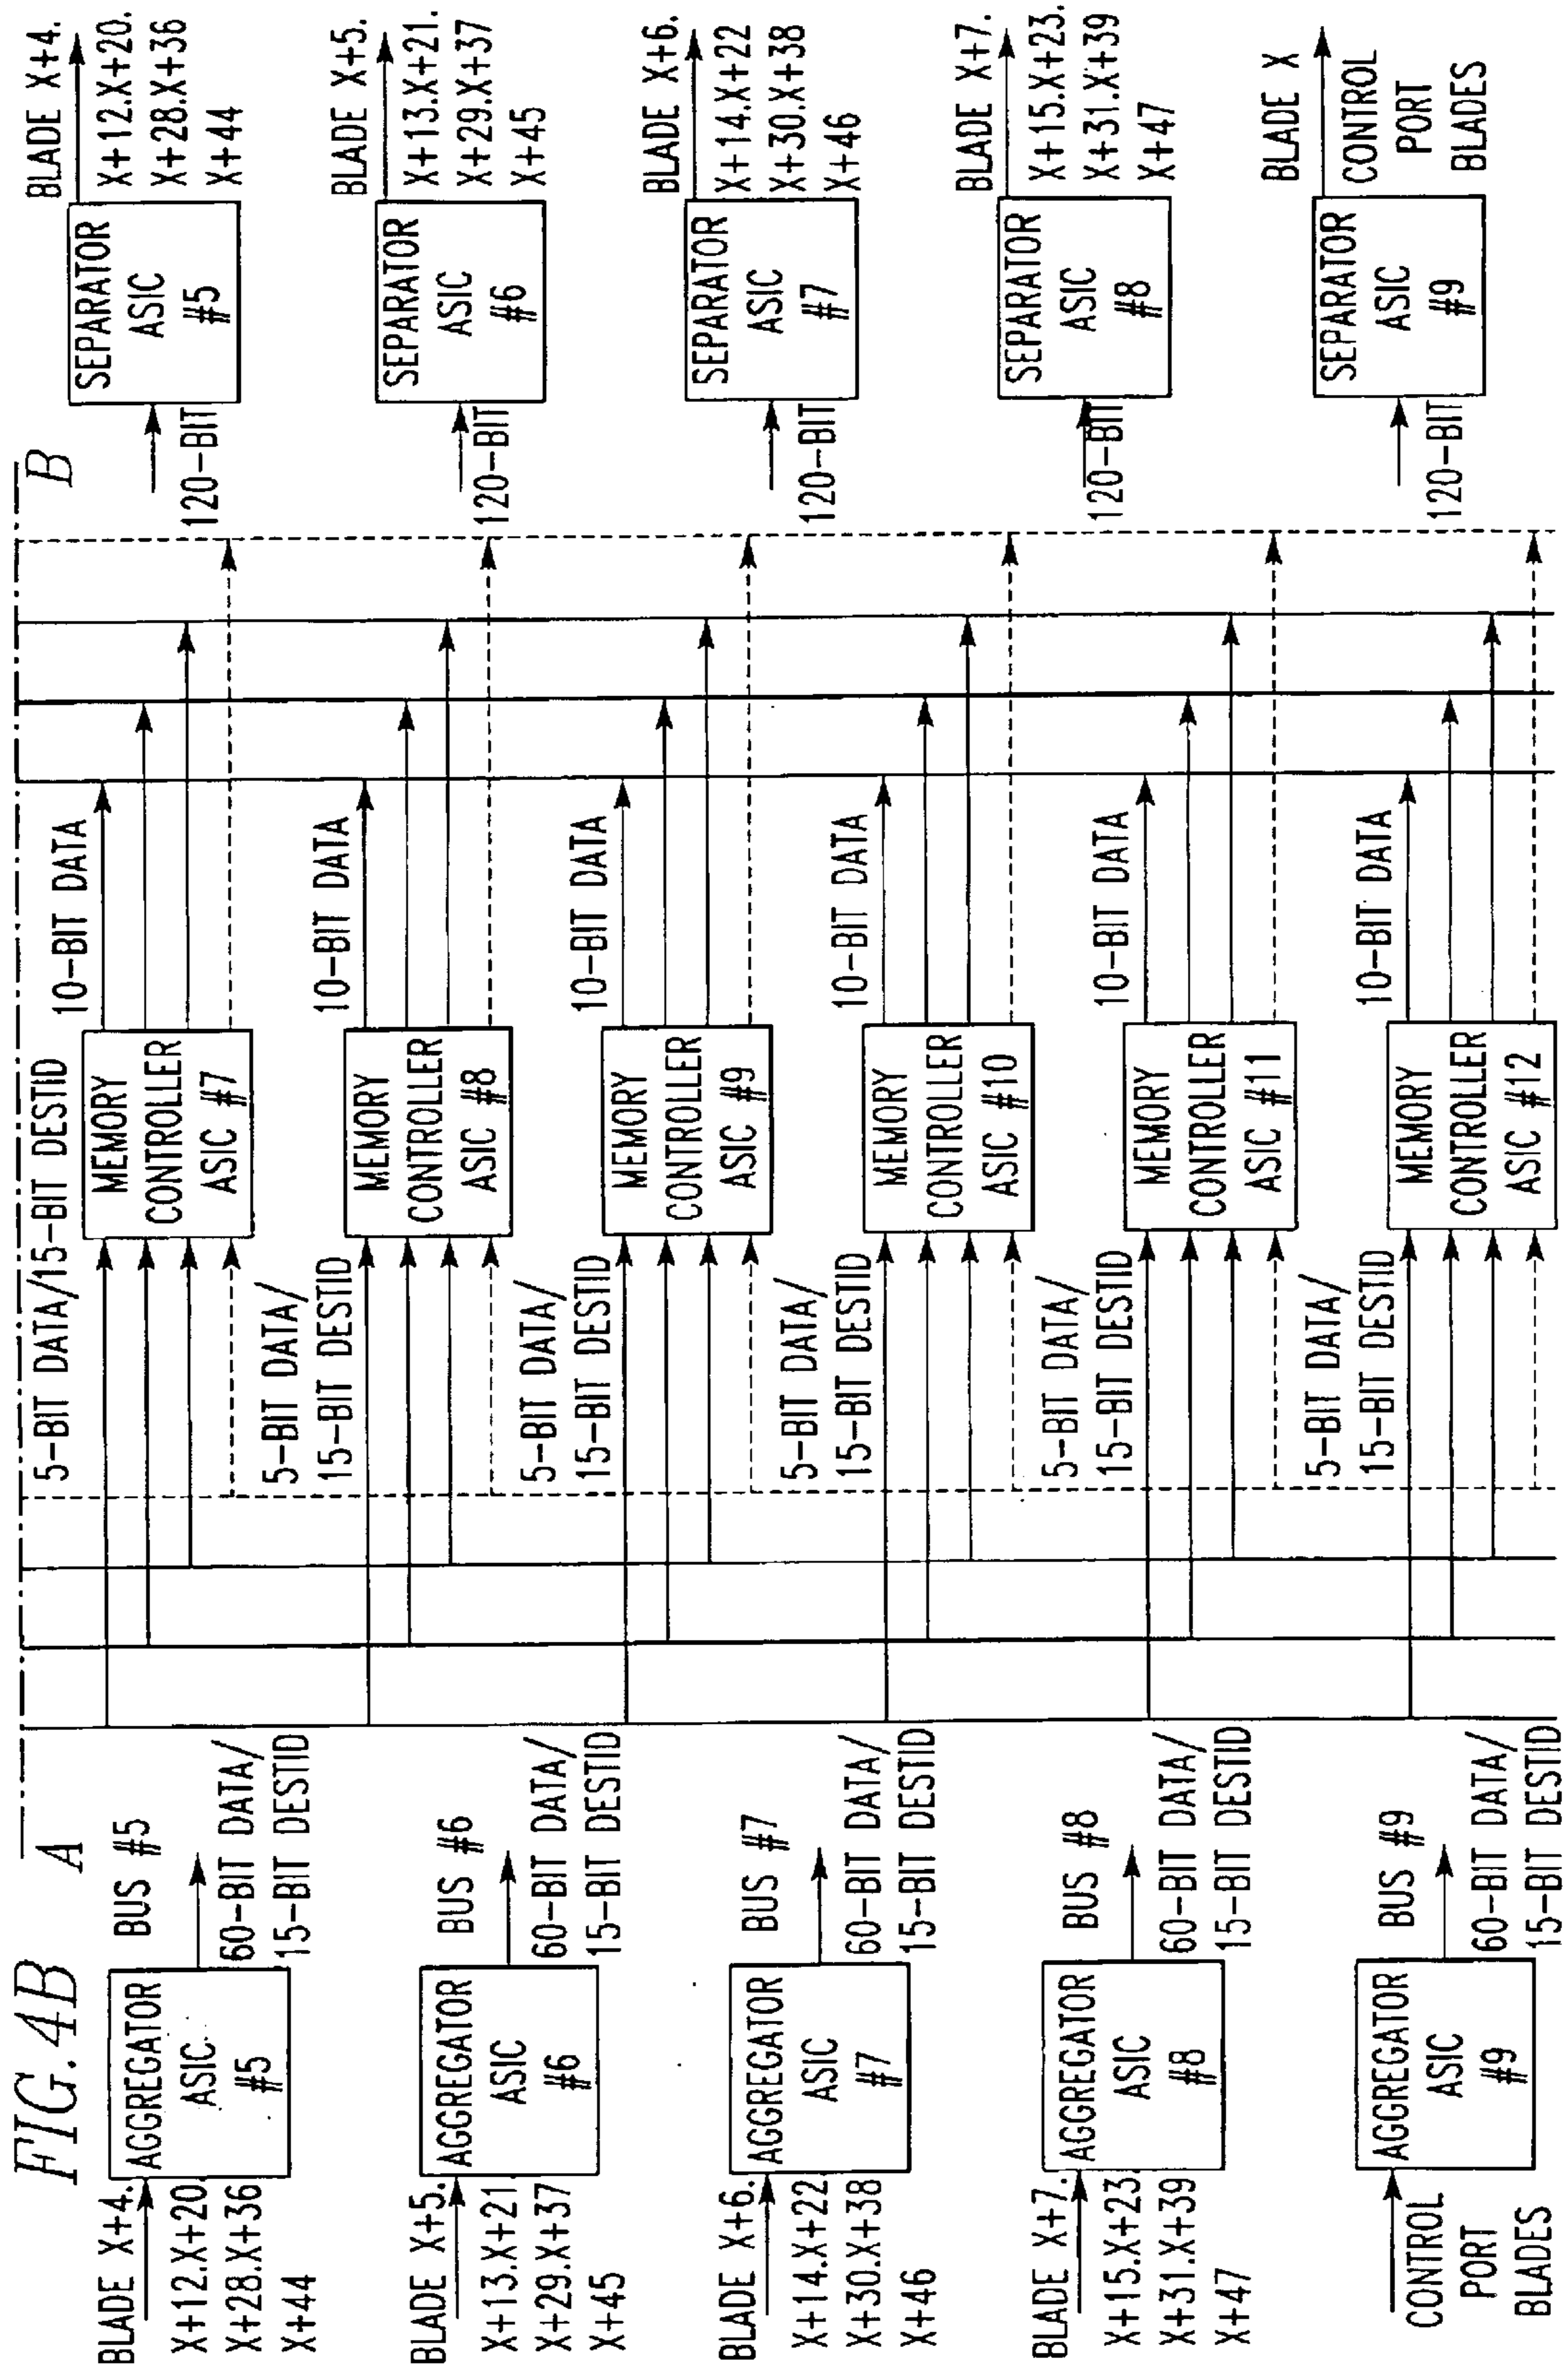 FIG. 4B
A
B
BLADE X+4.
X+12.X+20
X+28.X+36
X+44
AGGREGATOR
ASIC
#5
BUS #5
60-BIT DATA/
15-BIT DESTID
BLADE X+5.
X+13.X+21
X+29.X+37
X+45
AGGREGATOR
ASIC
#6
BUS #6
60-BIT DATA/
15-BIT DESTID
BLADE X+6.
X+14.X+22
X+30.X+38
X+46
AGGREGATOR
ASIC
#7
BUS #7
60-BIT DATA/
15-BIT DESTID
BLADE X+7.
X+15.X+23
X+31.X+39
X+47
AGGREGATOR
ASIC
#8
BUS #8
60-BIT DATA/
15-BIT DESTID
CONTROL
PORT
BLADES
AGGREGATOR
ASIC
#9
BUS #9
60-BIT DATA/
15-BIT DESTID
5-BIT DATA/15-BIT DESTID
MEMORY
CONTROLLER
ASIC #7
10-BIT DATA
5-BIT DATA/
15-BIT DESTID
MEMORY
CONTROLLER
ASIC #8
10-BIT DATA
5-BIT DATA/
15-BIT DESTID
MEMORY
CONTROLLER
ASIC #9
10-BIT DATA
5-BIT DATA/
15-BIT DESTID
MEMORY
CONTROLLER
ASIC #10
10-BIT DATA
5-BIT DATA/
15-BIT DESTID
MEMORY
CONTROLLER
ASIC #11
10-BIT DATA
5-BIT DATA/
15-BIT DESTID
MEMORY
CONTROLLER
ASIC #12
10-BIT DATA
120-BIT
SEPARATOR
ASIC
#5
BLADE X+4.
X+12.X+20.
X+28.X+36
X+44
120-BIT
SEPARATOR
ASIC
#6
BLADE X+5.
X+13.X+21.
X+29.X+37
X+45
120-BIT
SEPARATOR
ASIC
#7
BLADE X+6.
X+14.X+22
X+30.X+38
X+46
120-BIT
SEPARATOR
ASIC
#8
BLADE X+7.
X+15.X+23.
X+31.X+39
X+47
120-BIT
SEPARATOR
ASIC
#9
BLADE X
CONTROL
PORT
BLADES